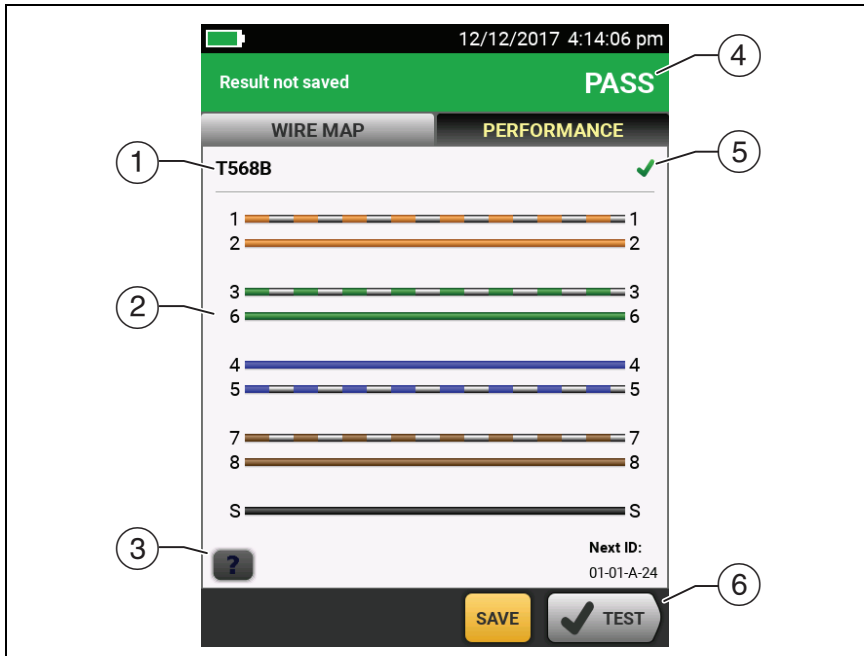 12/12/2017 4:14:06 pm
4
Result not saved PASS
WIRE MAP PERFORMANCE
1 T568B 5
1 1
2 2
3 3
2 6 6
4 4
5 5
7 7
8 8
S S
3 ? Next ID:
01-01-A-24
SAVE TEST 6